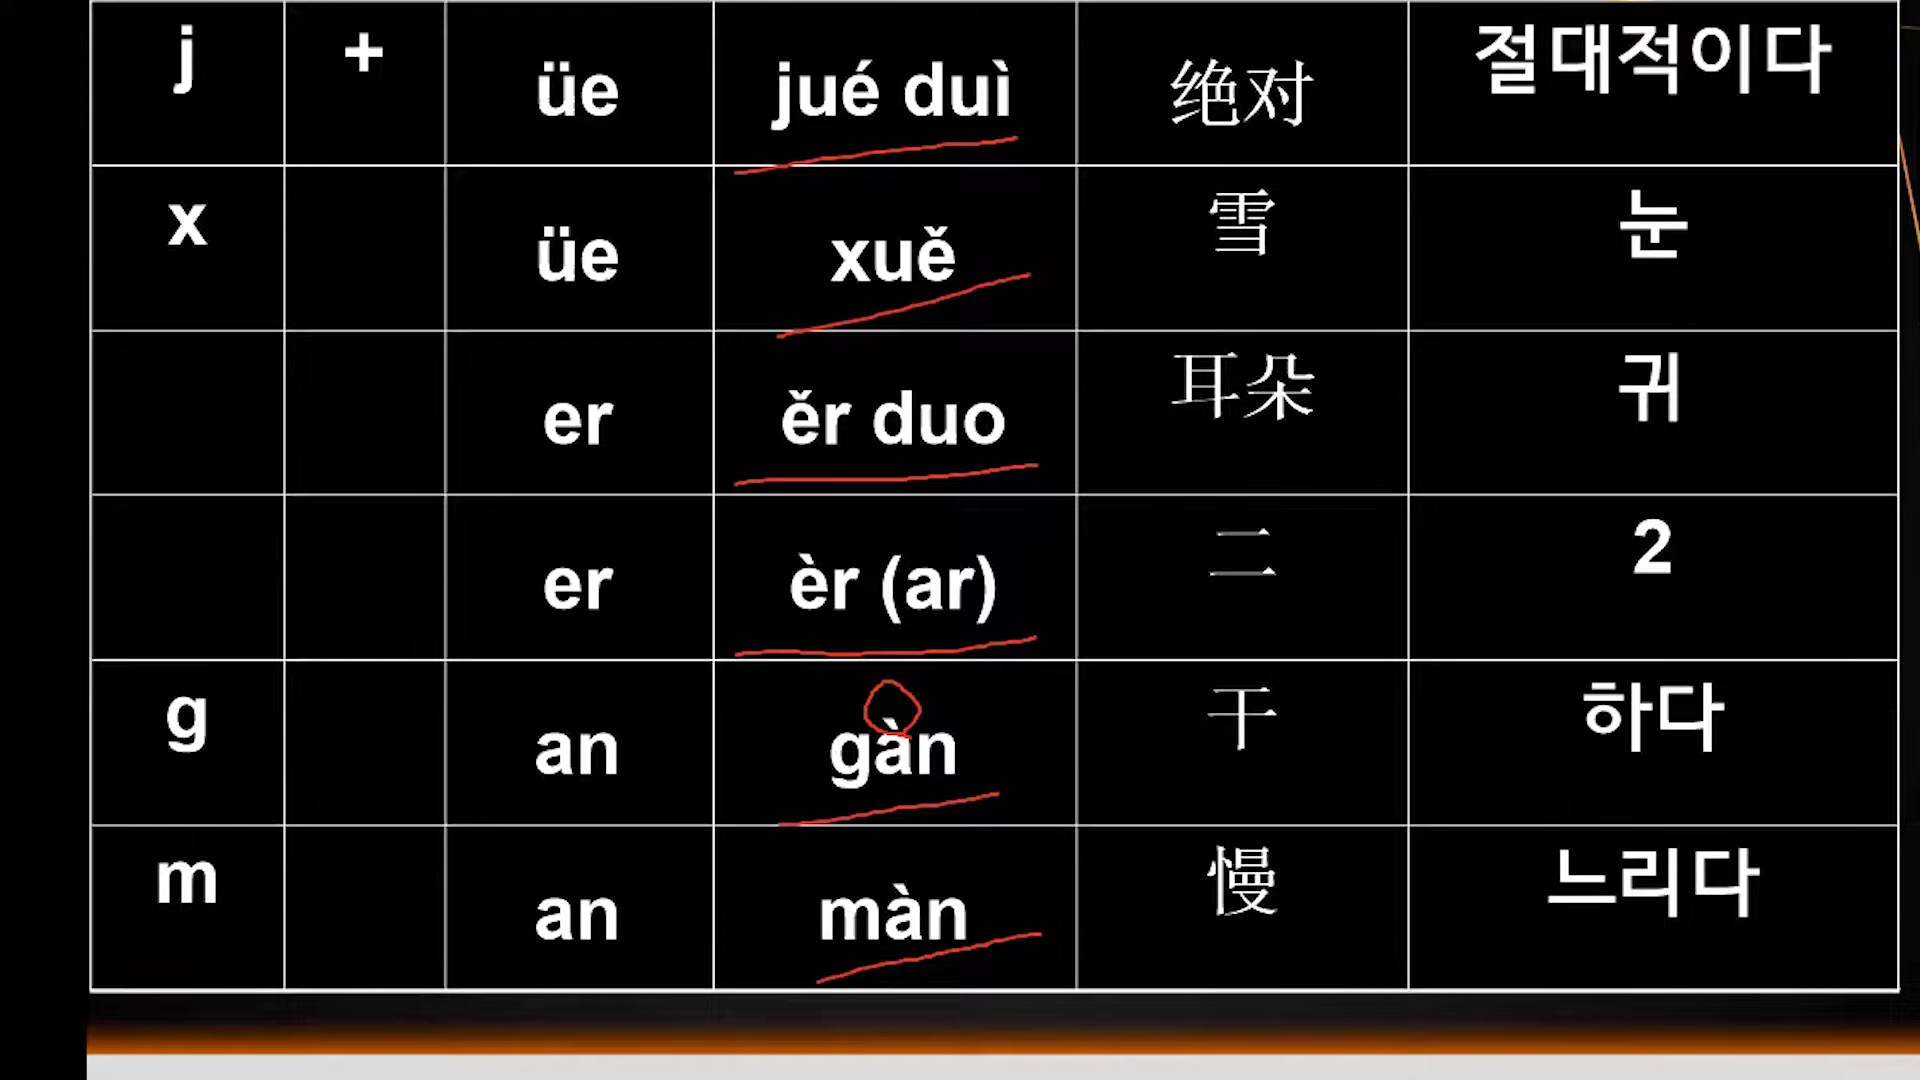 j + üe jué duì 绝对 절대적이다
x üe xuě 雪 눈
er ěr duo 耳朵 귀
er èr (ar) 二 2
g an gàn 干 하다
m an màn 慢 느리다